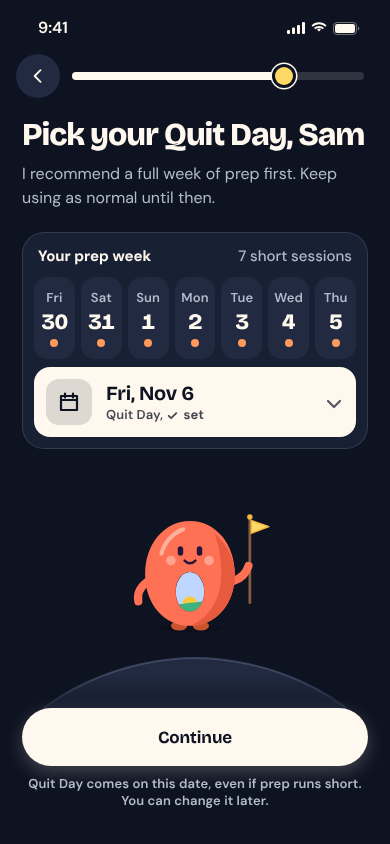 9:41
Pick your Quit Day, Sam
I recommend a full week of prep first. Keep
using as normal until then.
Your prep week 7 short sessions
Fri Sat Sun Mon Tue Wed Thu
30 31 1 2 3 4 5
Fri, Nov 6
Quit Day, ✓ set
Continue
Quit Day comes on this date, even if prep runs short.
You can change it later.